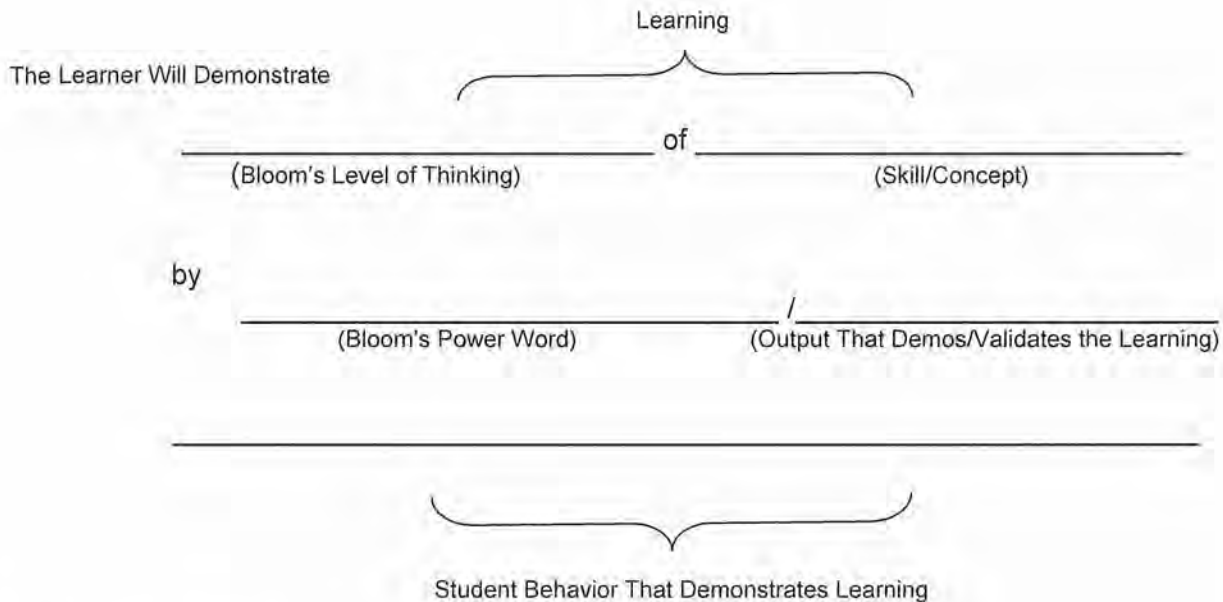 Learning
The Learner Will Demonstrate
of
(Bloom's Level of Thinking) (Skill/Concept)
by
/
(Bloom's Power Word) (Output That Demos/Validates the Learning)
Student Behavior That Demonstrates Learning